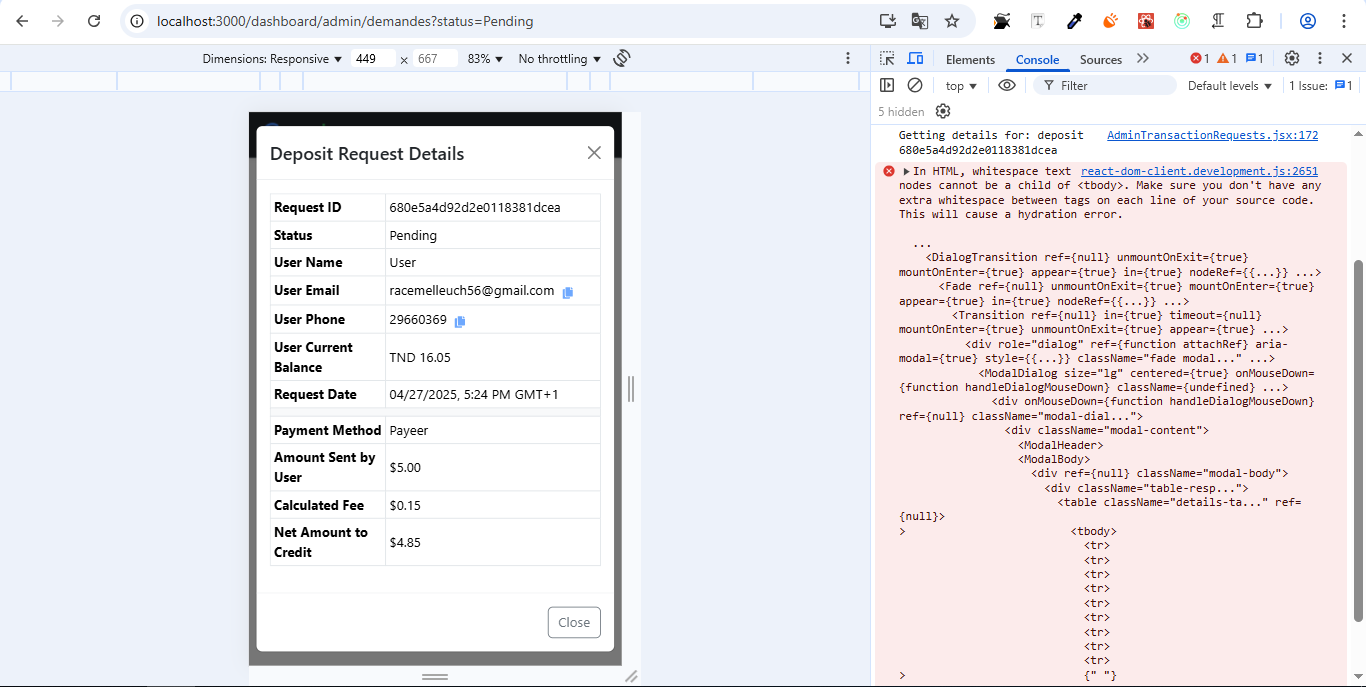 localhost:3000/dashboard/admin/demandes?status=Pending
Dimensions: Responsive 449 × 667 83% No throttling
Elements Console Sources 1 1 1
top Filter Default levels 1 Issue: 1
5 hidden
Deposit Request Details
Request ID 680e5a4d92d2e0118381dcea
Status Pending
User Name User
User Email racemelleuch56@gmail.com
User Phone 29660369
User Current
Balance
TND 16.05
Request Date 04/27/2025, 5:24 PM GMT+1
Payment Method Payeer
Amount Sent by
User
$5.00
Calculated Fee $0.15
Net Amount to
Credit
$4.85
Close
Getting details for: deposit AdminTransactionRequests.jsx:172
680e5a4d92d2e0118381dcea
In HTML, whitespace text react-dom-client.development.js:2651
nodes cannot be a child of <tbody>. Make sure you don't have any
extra whitespace between tags on each line of your source code.
This will cause a hydration error.
...
<DialogTransition ref={null} unmountOnExit={true}
mountOnEnter={true} appear={true} in={true} nodeRef={{...}} ...>
<Fade ref={null} unmountOnExit={true} mountOnEnter={true}
appear={true} in={true} nodeRef={{...}} ...>
<Transition ref={null} in={true} timeout={null}
mountOnEnter={true} unmountOnExit={true} appear={true} ...>
<div role="dialog" ref={function attachRef} aria-
modal={true} style={{...}} className="fade modal..." ...>
<ModalDialog size="lg" centered={true} onMouseDown=
{function handleDialogMouseDown} className={undefined} ...>
<div onMouseDown={function handleDialogMouseDown}
ref={null} className="modal-dial...">
<div className="modal-content">
<ModalHeader>
<ModalBody>
<div ref={null} className="modal-body">
<div className="table-resp...">
<table className="details-ta..." ref=
{null}>
> <tbody>
<tr>
<tr>
<tr>
<tr>
<tr>
<tr>
<tr>
<tr>
<tr>
> {" "}